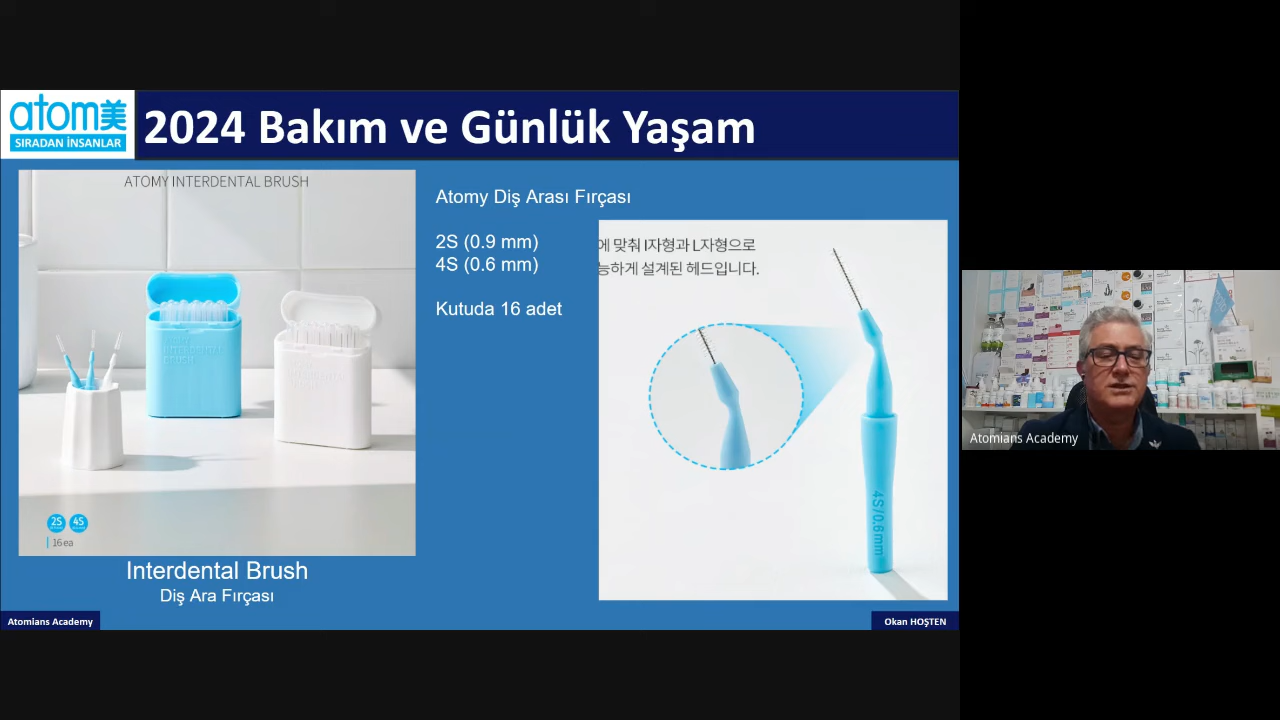 atom美
SIRADAN İNSANLAR
2024 Bakım ve Günlük Yaşam
ATOMY INTERDENTAL BRUSH
2S 4S
16 ea
Interdental Brush
Diş Ara Fırçası
Atomy Diş Arası Fırçası
2S (0.9 mm)
4S (0.6 mm)
Kutuda 16 adet
에 맞춰 I자형과 L자형으로
능하게 설계된 헤드입니다.
4S/0.6mm
Atomians Academy
Okan HOŞTEN
Atomians Academy